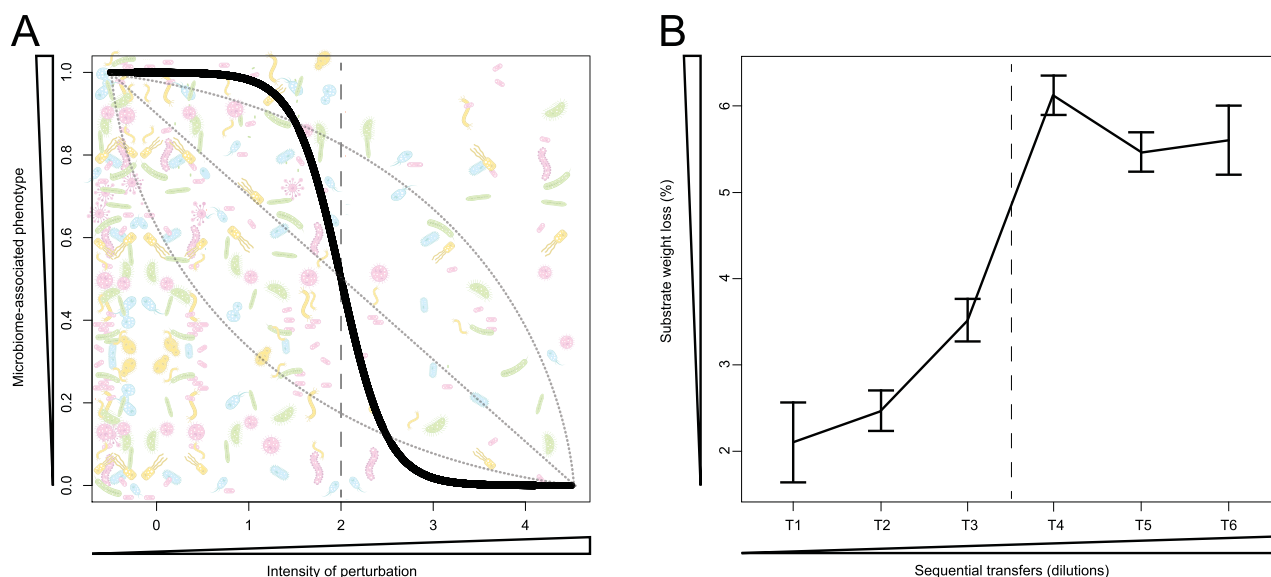 A
Microbiome-associated phenotype
1.0
0.8
0.6
0.4
0.2
0.0
0 1 2 3 4
Intensity of perturbation
B
Substrate weight loss (%)
6
5
4
3
2
T1 T2 T3 T4 T5 T6
Sequential transfers (dilutions)